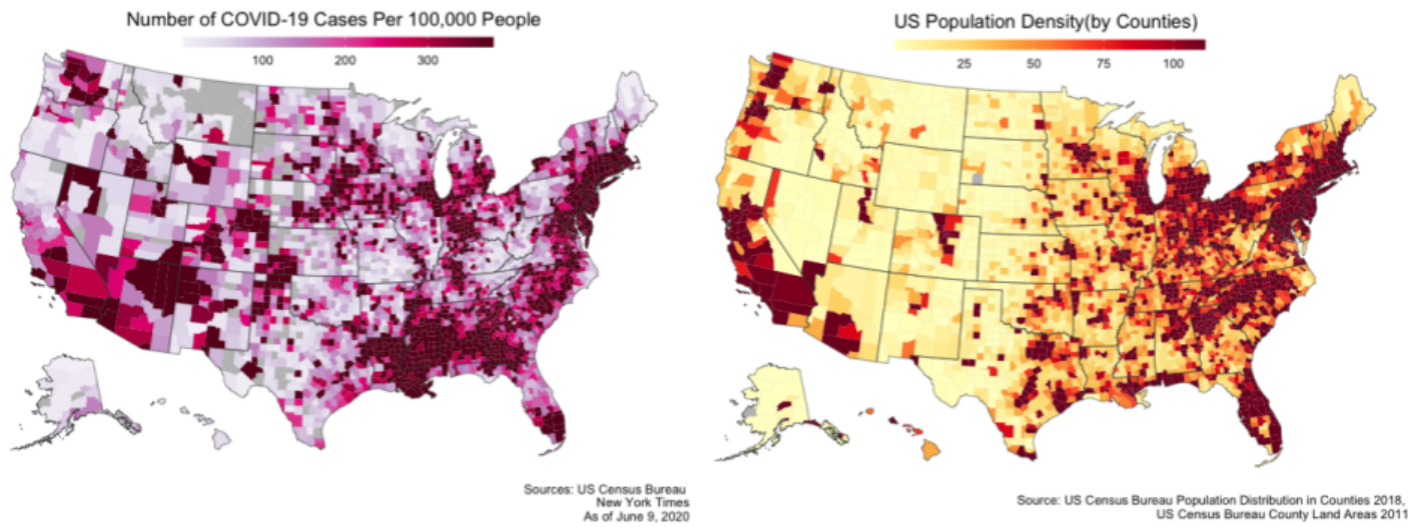 Number of COVID-19 Cases Per 100,000 People
100 200 300
Sources: US Census Bureau
New York Times
As of June 9, 2020
US Population Density(by Counties)
25 50 75 100
Source: US Census Bureau Population Distribution in Counties 2018,
US Census Bureau County Land Areas 2011